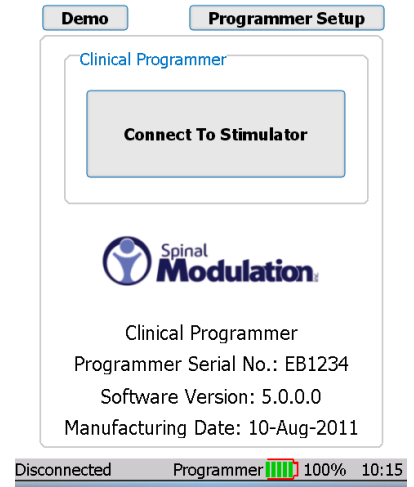 Demo Programmer Setup
Clinical Programmer
Connect To Stimulator
Spinal
Modulation Inc
Clinical Programmer
Programmer Serial No.: EB1234
Software Version: 5.0.0.0
Manufacturing Date: 10-Aug-2011
Disconnected Programmer 100% 10:15